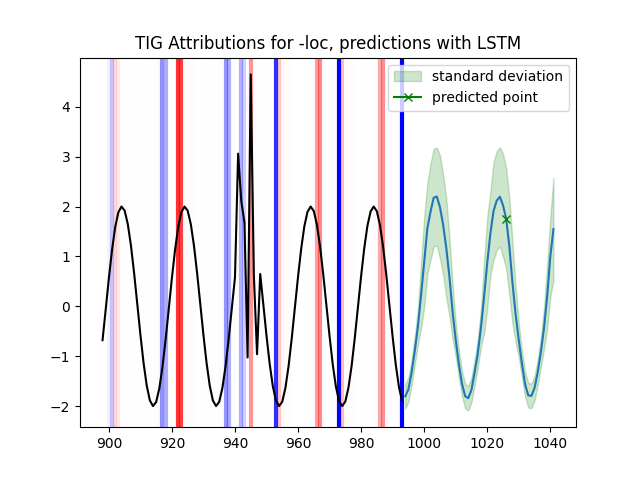 TIG Attributions for -loc, predictions with LSTM
standard deviation
predicted point
4
3
2
1
0
−1
−2
900 920 940 960 980 1000 1020 1040